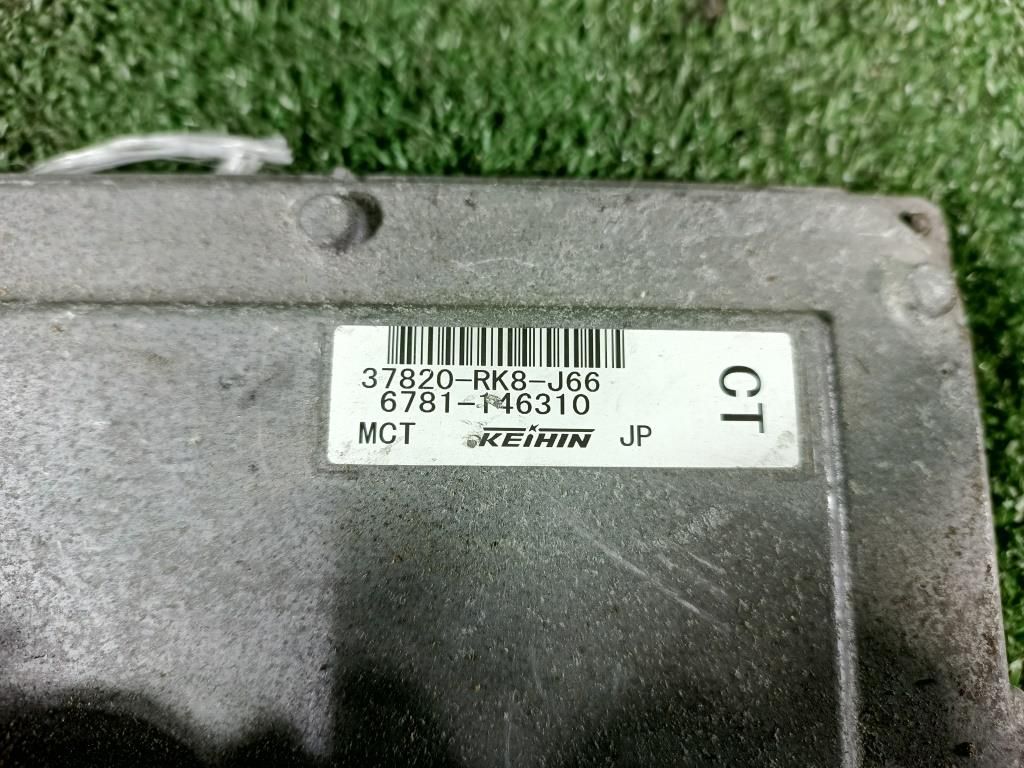 37820-RK8-J66
6781-146310
MCT KEIHIN JP
CT